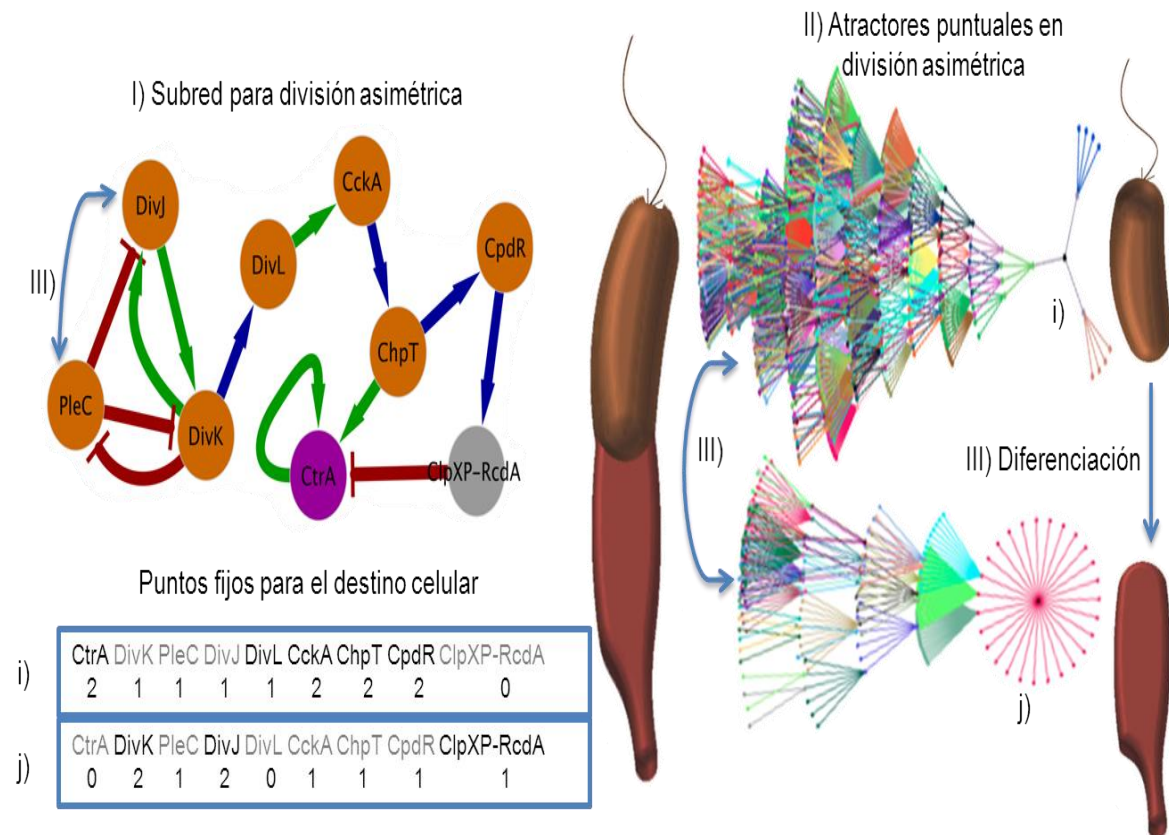 I) Subred para división asimétrica
DivJ
CckA
III)
DivL
CpdR
ChpT
PleC
DivK
CtrA
ClpXP-RcdA
Puntos fijos para el destino celular
i)
CtrA DivK PleC DivJ DivL CckA ChpT CpdR ClpXP-RcdA
2 1 1 1 1 2 2 2 0
j)
CtrA DivK PleC DivJ DivL CckA ChpT CpdR ClpXP-RcdA
0 2 1 2 0 1 1 1 1
II) Atractores puntuales en
división asimétrica
i)
III)
III) Diferenciación
j)